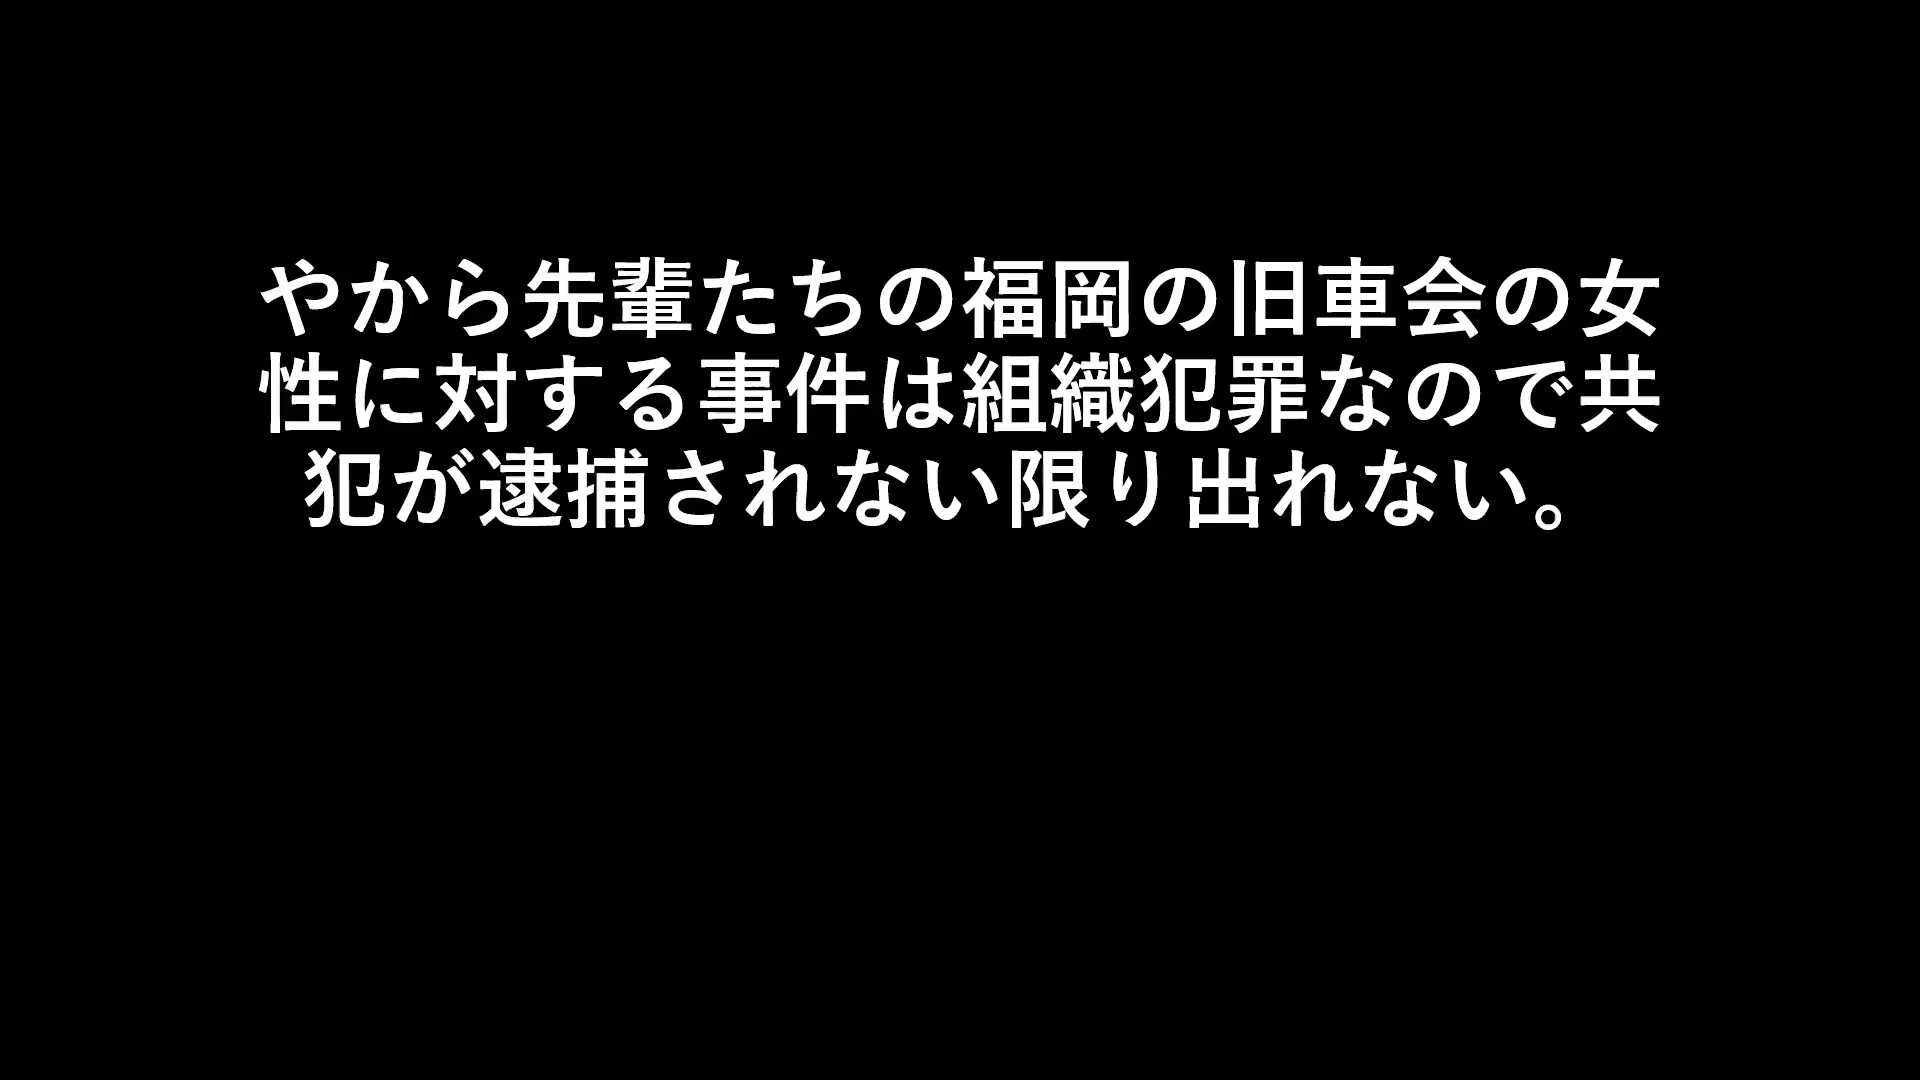 やから先輩たちの福岡の旧車会の女
性に対する事件は組織犯罪なので共
犯が逮捕されない限り出れない。